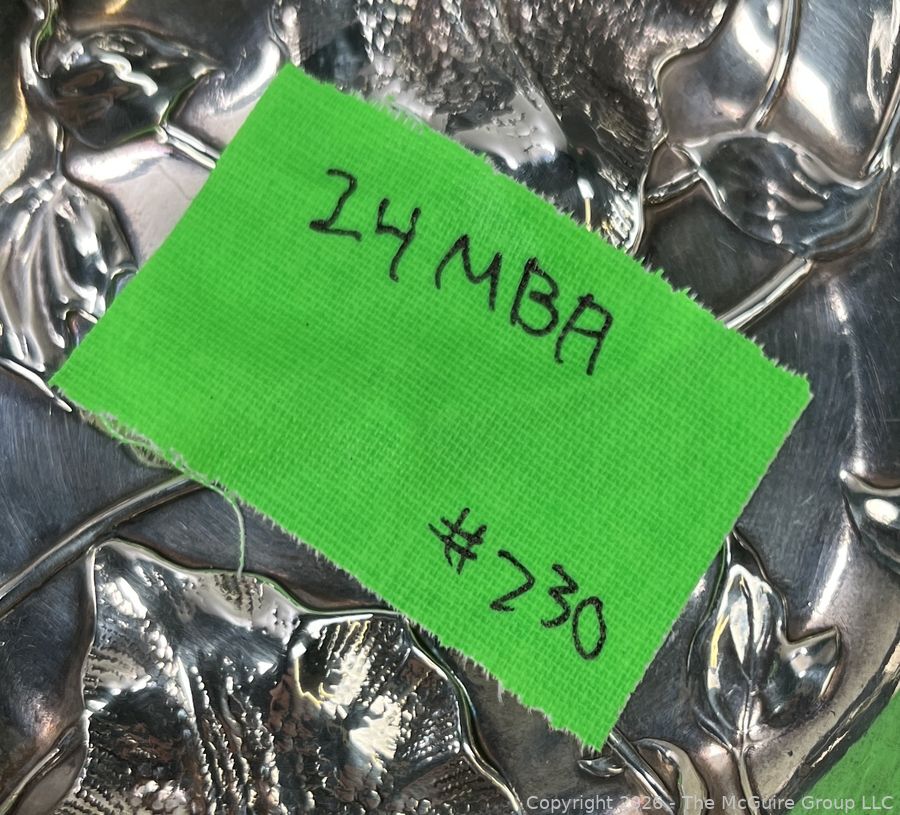 24 MBA
#230
Copyright 2026 - The McGuire Group LLC